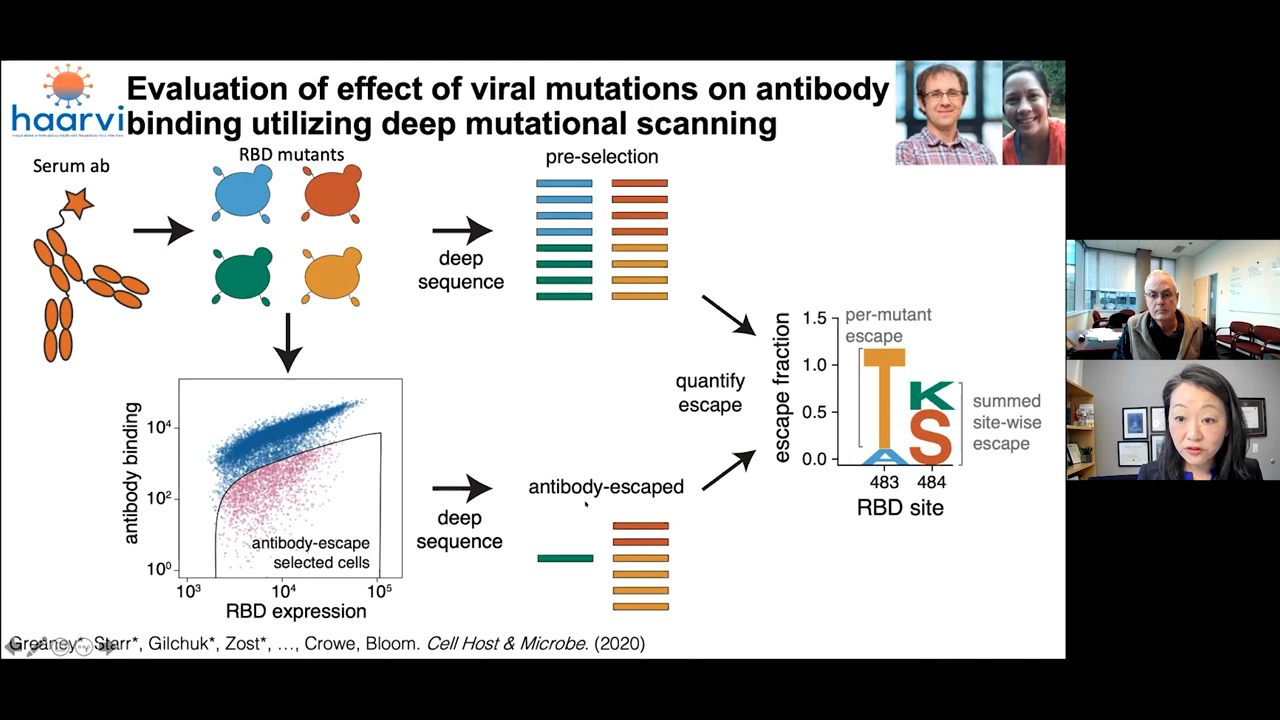 Evaluation of effect of viral mutations on antibody
haarvi
binding utilizing deep mutational scanning
Serum ab
RBD mutants
pre-selection
deep
sequence
1.5
per-mutant
escape
1.0
0.5
0.0
escape fraction
T
A
K
S
summed
site-wise
escape
483
484
RBD site
quantify
escape
antibody binding
10⁴
10²
10⁰
antibody-escape
selected cells
10³
10⁴
10⁵
RBD expression
deep
sequence
antibody-escaped
Greaney*, Starr*, Gilchuk*, Zost*, ..., Crowe, Bloom. Cell Host & Microbe. (2020)